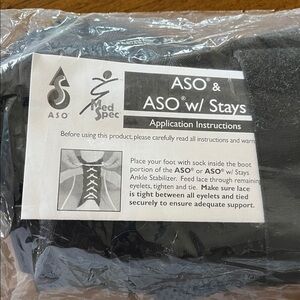 ASO® &
ASO® w/ Stays
ASO
Med
Spec
Application Instructions
Before using this product, please carefully read all instructions and warn
Place your foot with sock inside the boot
portion of the ASO® or ASO® w/ Stays
Ankle Stabilizer. Feed lace through remainin
eyelets, tighten and tie. Make sure lace
is tight between all eyelets and tied
securely to ensure adequate support.